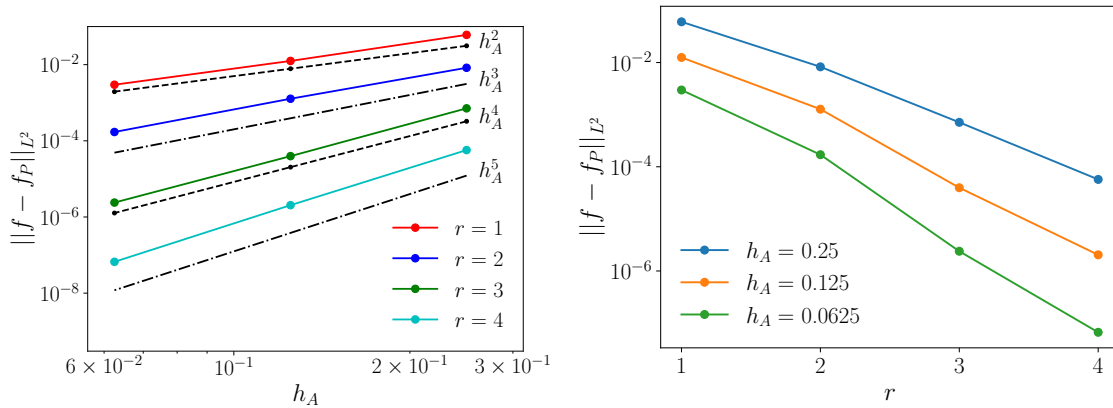 ||f − f_P||_{L^2}
10^{−2}
10^{−4}
10^{−6}
10^{−8}
h_A^2
h_A^3
h_A^4
h_A^5
r = 1
r = 2
r = 3
r = 4
6 × 10^{−2}
10^{−1}
2 × 10^{−1}
3 × 10^{−1}
h_A
||f − f_P||_{L^2}
10^{−2}
10^{−4}
10^{−6}
h_A = 0.25
h_A = 0.125
h_A = 0.0625
1 2 3 4
r